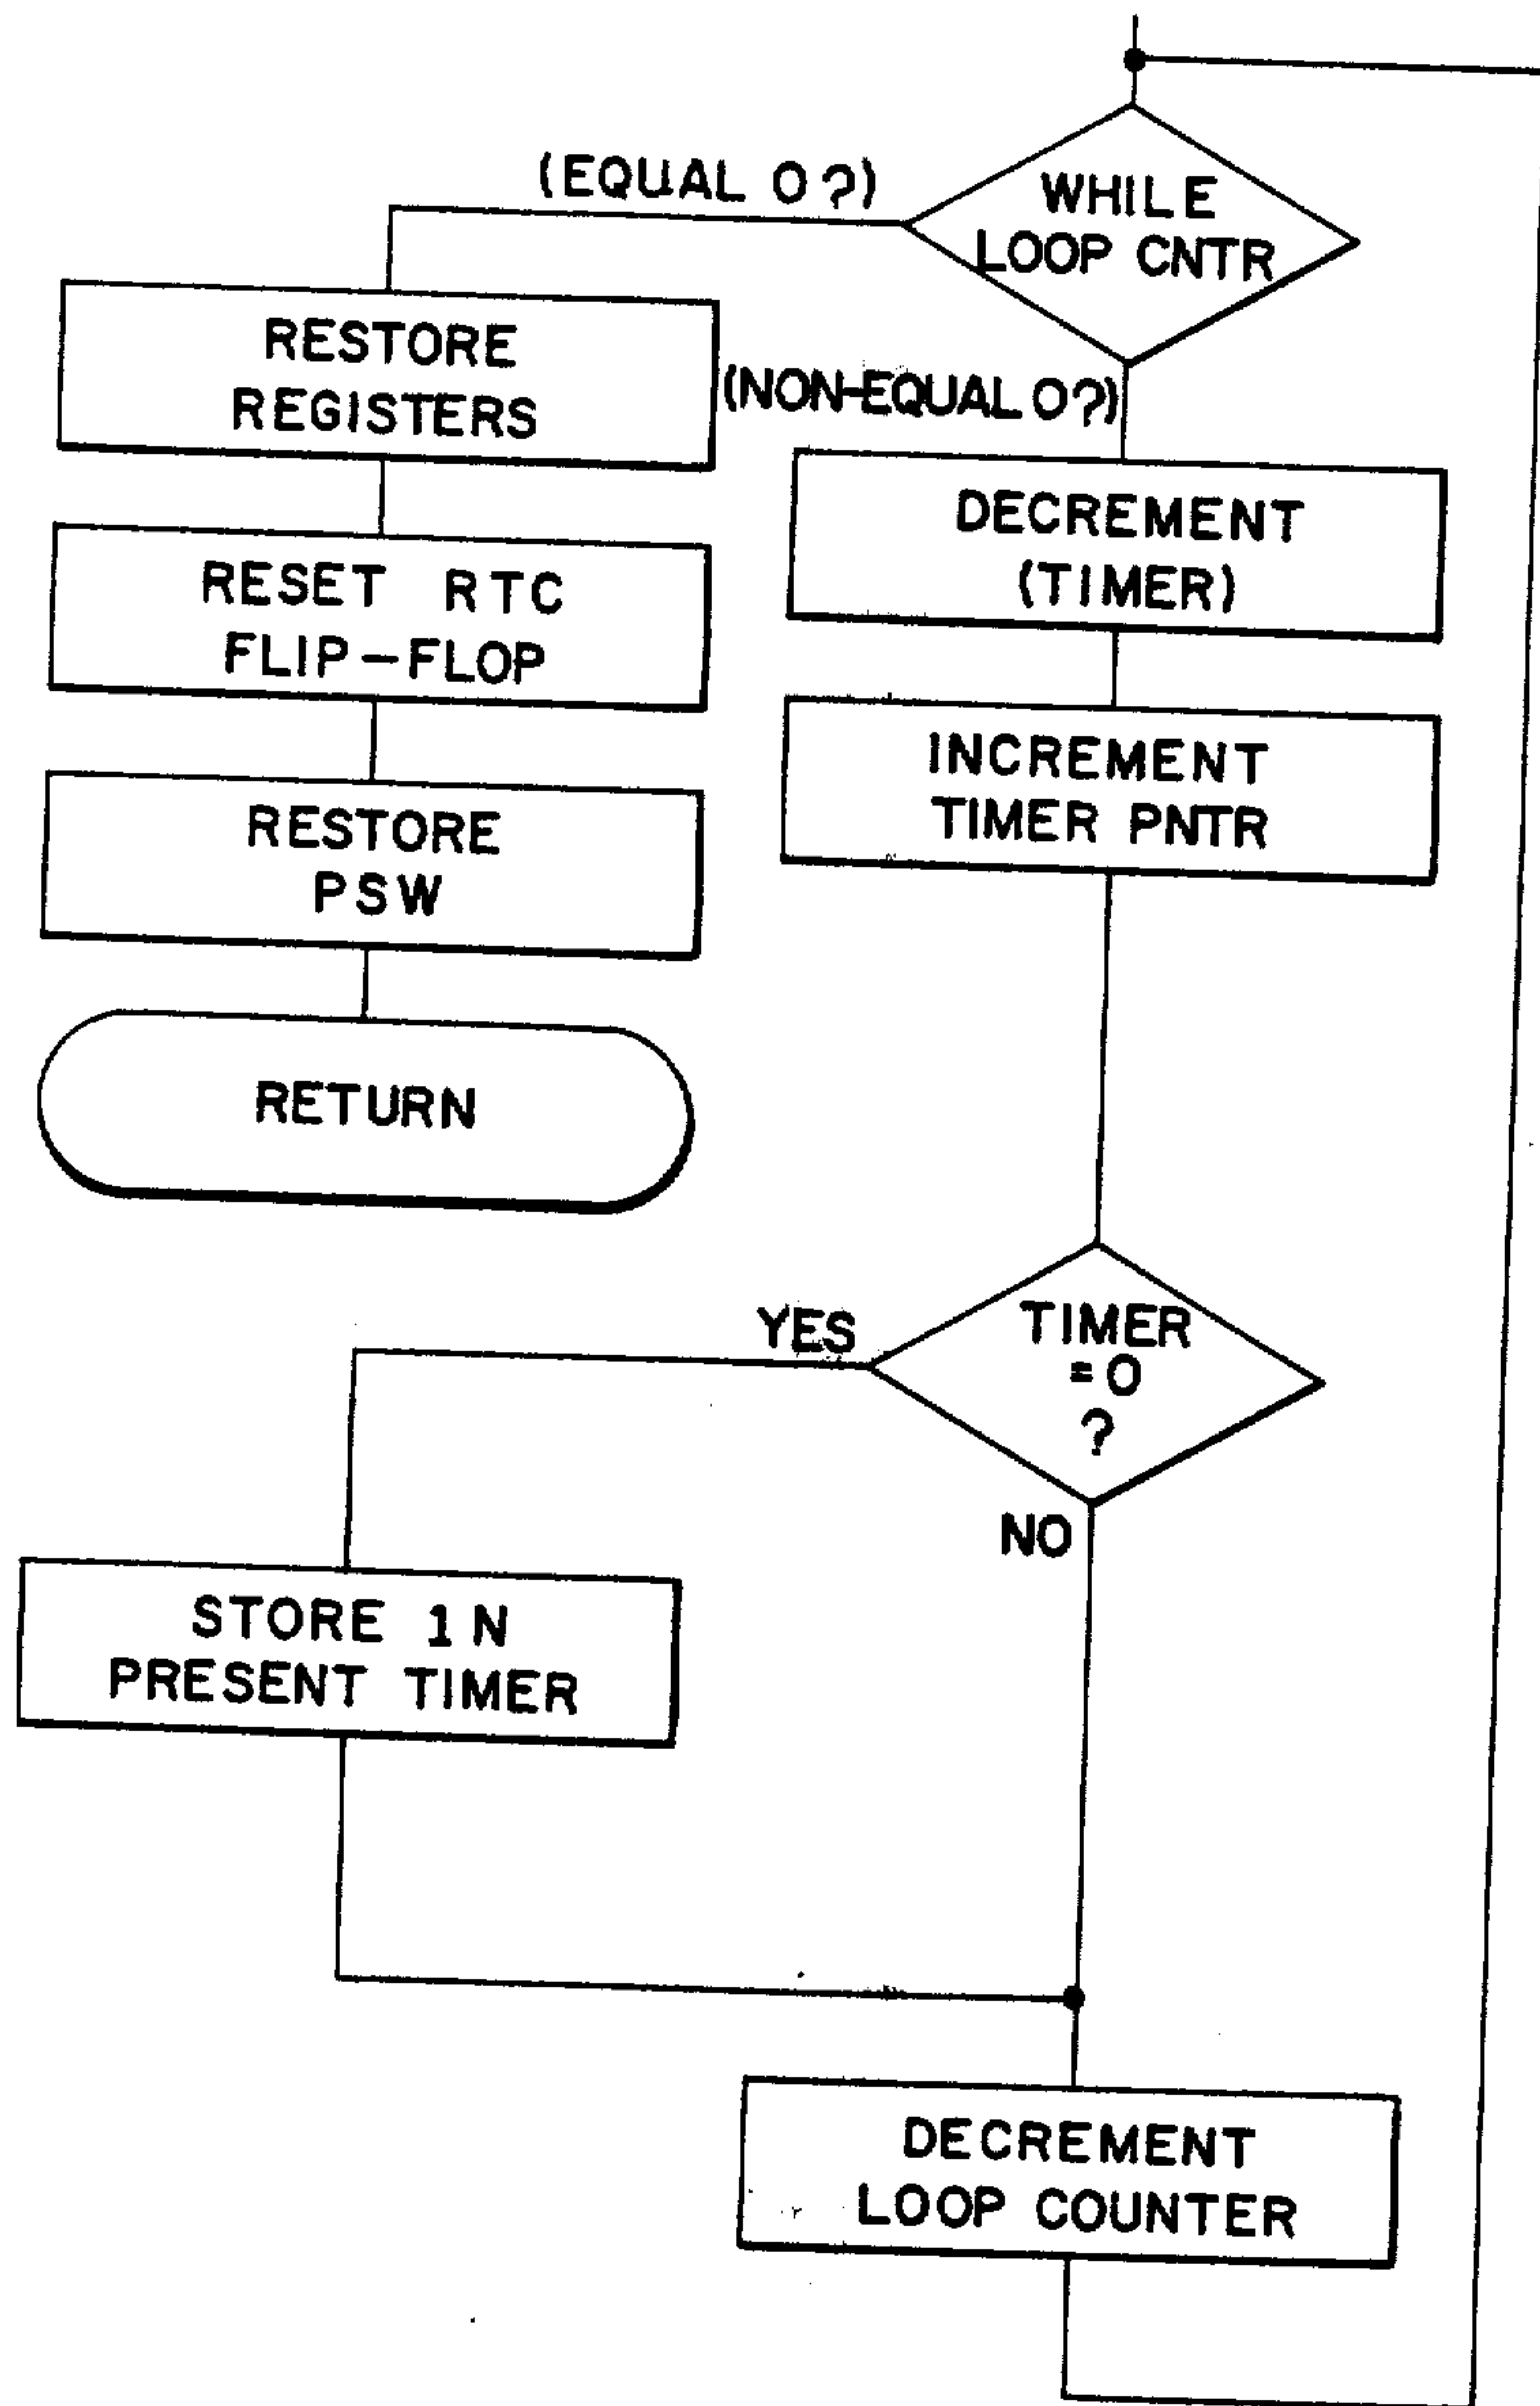 WHILE
LOOP CNTR
(EQUAL 0?)
RESTORE
REGISTERS
(NON-EQUAL 0?)
DECREMENT
(TIMER)
RESET RTC
FLIP-FLOP
INCREMENT
TIMER PNTR
RESTORE
PSW
RETURN
TIMER
=0
?
YES
NO
STORE 1 N
PRESENT TIMER
DECREMENT
LOOP COUNTER